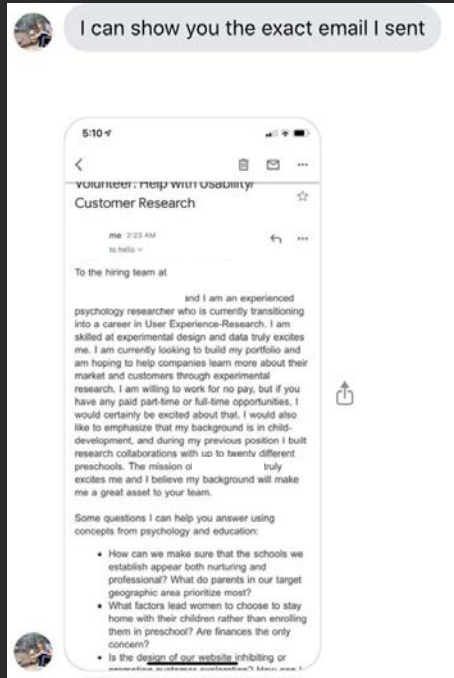 I can show you the exact email I sent
5:10
Volunteer: Help with Usability/
Customer Research
me 2:23 AM
to hello
To the hiring team at
and I am an experienced
psychology researcher who is currently transitioning
into a career in User Experience-Research. I am
skilled at experimental design and data truly excites
me. I am currently looking to build my portfolio and
am hoping to help companies learn more about their
market and customers through experimental
research. I am willing to work for no pay, but if you
have any paid part-time or full-time opportunities, I
would certainly be excited about that. I would also
like to emphasize that my background is in child-
development, and during my previous position I built
research collaborations with up to twenty different
preschools. The mission of truly
excites me and I believe my background will make
me a great asset to your team.
Some questions I can help you answer using
concepts from psychology and education:
• How can we make sure that the schools we
establish appear both nurturing and
professional? What do parents in our target
geographic area prioritize most?
• What factors lead women to choose to stay
home with their children rather than enrolling
them in preschool? Are finances the only
concern?
• Is the design of our website inhibiting or
promoting customer exploration? How can I